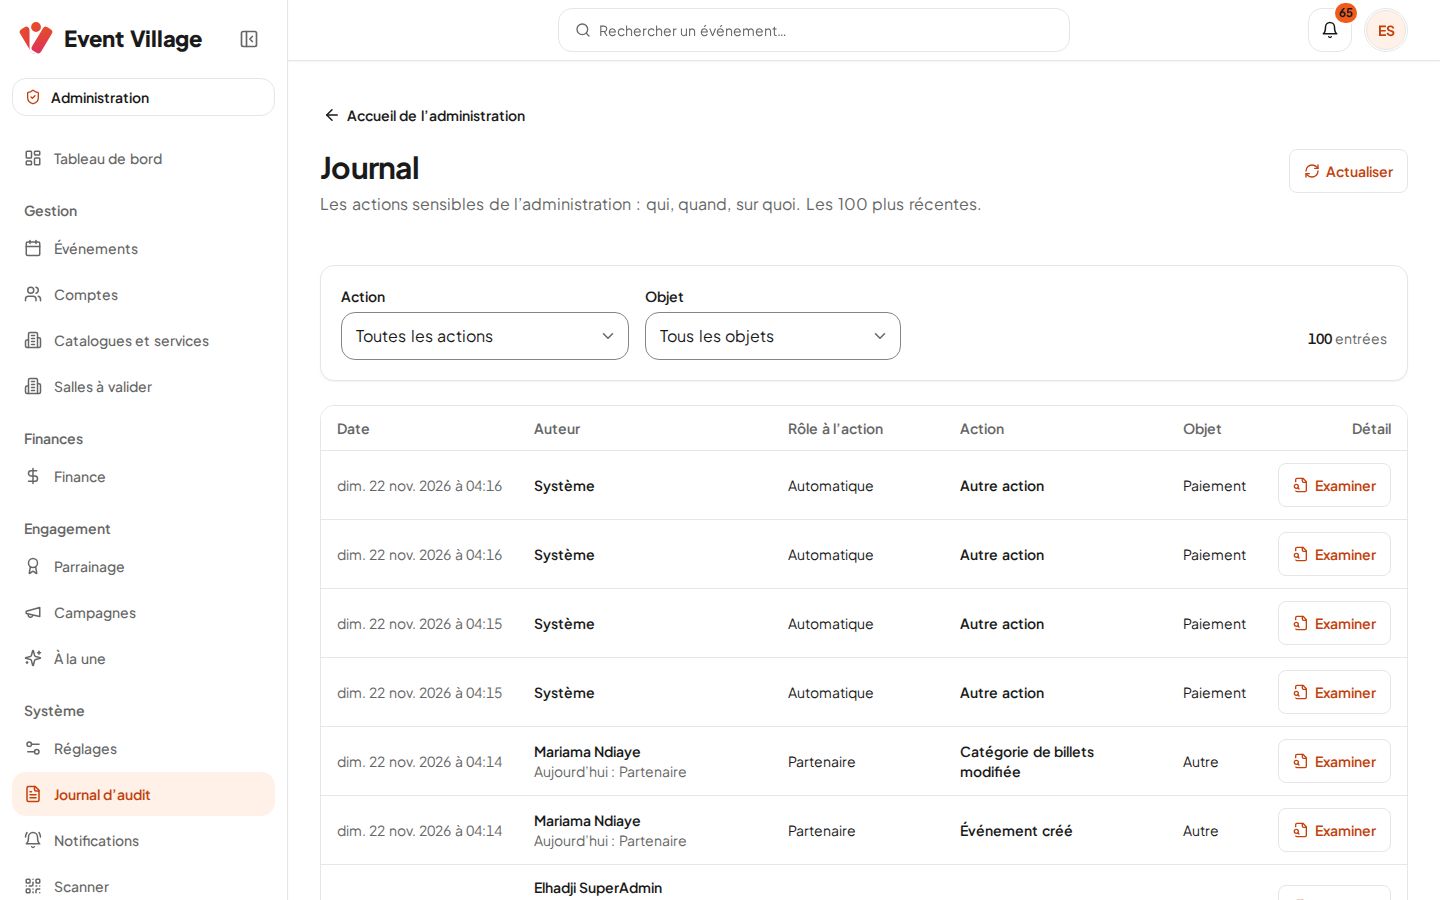 Event Village
Rechercher un événement…
65
ES
Administration
Tableau de bord
Gestion
Événements
Comptes
Catalogues et services
Salles à valider
Finances
Finance
Engagement
Parrainage
Campagnes
À la une
Système
Réglages
Journal d’audit
Notifications
Scanner
Accueil de l’administration
Journal
Actualiser
Les actions sensibles de l’administration : qui, quand, sur quoi. Les 100 plus récentes.
Action
Objet
Toutes les actions
Tous les objets
100 entrées
Date Auteur Rôle à l’action Action Objet Détail
dim. 22 nov. 2026 à 04:16 Système Automatique Autre action Paiement Examiner
dim. 22 nov. 2026 à 04:16 Système Automatique Autre action Paiement Examiner
dim. 22 nov. 2026 à 04:15 Système Automatique Autre action Paiement Examiner
dim. 22 nov. 2026 à 04:15 Système Automatique Autre action Paiement Examiner
dim. 22 nov. 2026 à 04:14 Mariama Ndiaye Partenaire Catégorie de billets Autre Examiner
Aujourd’hui : Partenaire modifiée
dim. 22 nov. 2026 à 04:14 Mariama Ndiaye Partenaire Événement créé Autre Examiner
Aujourd’hui : Partenaire
Elhadji SuperAdmin